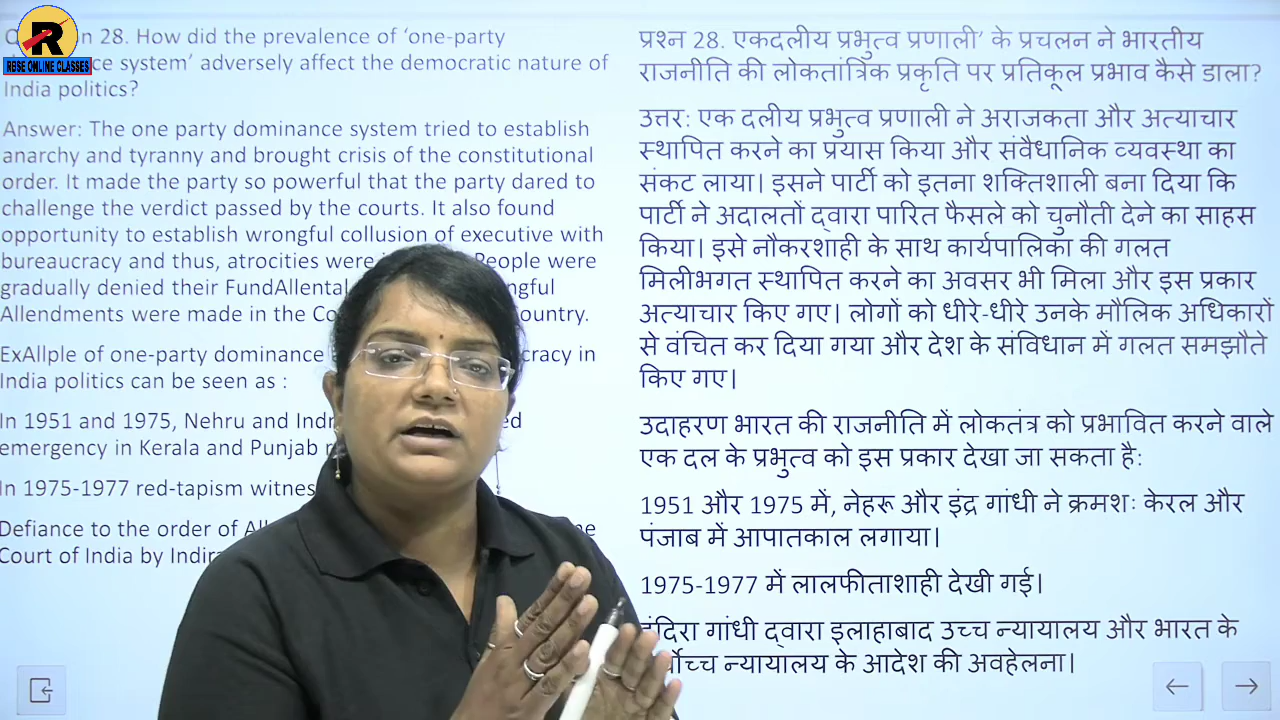 R
RBSE ONLINE CLASSES
n 28. How did the prevalence of ‘one-party
ce system’ adversely affect the democratic nature of
India politics?
Answer: The one party dominance system tried to establish
anarchy and tyranny and brought crisis of the constitutional
order. It made the party so powerful that the party dared to
challenge the verdict passed by the courts. It also found
opportunity to establish wrongful collusion of executive with
bureaucracy and thus, atrocities were People were
gradually denied their FundAllental ngful
Allendments were made in the Co ountry.
ExAllple of one-party dominance cracy in
India politics can be seen as :
In 1951 and 1975, Nehru and Indi ed
emergency in Kerala and Punjab
In 1975-1977 red-tapism witnes
Defiance to the order of All ne
Court of India by Indira
प्रश्न 28. एकदलीय प्रभुत्व प्रणाली’ के प्रचलन ने भारतीय
राजनीति की लोकतांत्रिक प्रकृति पर प्रतिकूल प्रभाव कैसे डाला?
उत्तर: एक दलीय प्रभुत्व प्रणाली ने अराजकता और अत्याचार
स्थापित करने का प्रयास किया और संवैधानिक व्यवस्था का
संकट लाया। इसने पार्टी को इतना शक्तिशाली बना दिया कि
पार्टी ने अदालतों द्वारा पारित फैसले को चुनौती देने का साहस
किया। इसे नौकरशाही के साथ कार्यपालिका की गलत
मिलीभगत स्थापित करने का अवसर भी मिला और इस प्रकार
अत्याचार किए गए। लोगों को धीरे-धीरे उनके मौलिक अधिकारों
से वंचित कर दिया गया और देश के संविधान में गलत समझौते
किए गए।
उदाहरण भारत की राजनीति में लोकतंत्र को प्रभावित करने वाले
एक दल के प्रभुत्व को इस प्रकार देखा जा सकता है:
1951 और 1975 में, नेहरू और इंद्र गांधी ने क्रमशः केरल और
पंजाब में आपातकाल लगाया।
1975-1977 में लालफीताशाही देखी गई।
इंदिरा गांधी द्वारा इलाहाबाद उच्च न्यायालय और भारत के
र्वोच्च न्यायालय के आदेश की अवहेलना।